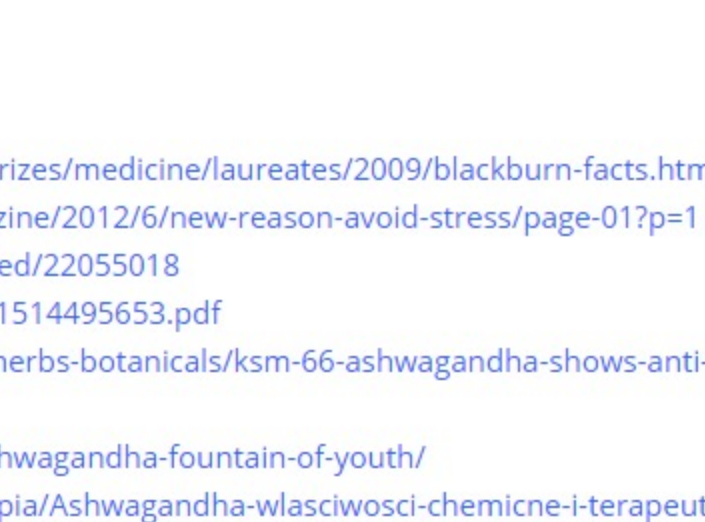 rizes/medicine/laureates/2009/blackburn-facts.htm
zine/2012/6/new-reason-avoid-stress/page-01?p=1
ed/22055018
1514495653.pdf
herbs-botanicals/ksm-66-ashwagandha-shows-anti-
hwagandha-fountain-of-youth/
pia/Ashwagandha-wlasciwosci-chemicne-i-terapeut